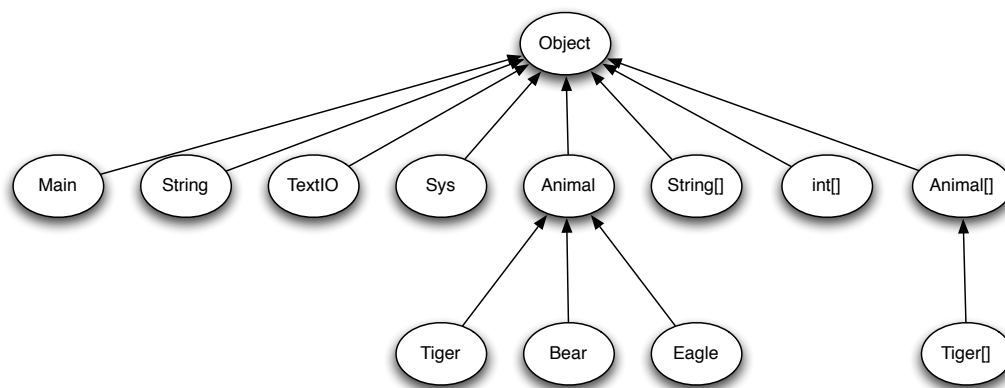 Object
Main
String
TextIO
Sys
Animal
String[]
int[]
Animal[]
Tiger
Bear
Eagle
Tiger[]